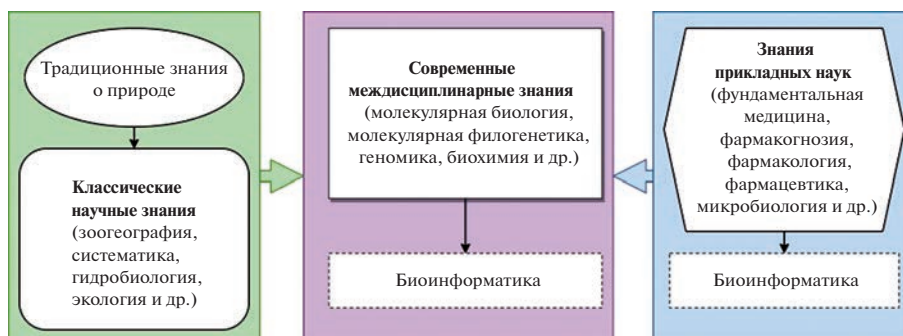 Традиционные знания
о природе
Классические
научные знания
(зоогеография,
систематика,
гидробиология,
экология и др.)
Современные
междисциплинарные знания
(молекулярная биология,
молекулярная филогенетика,
геномика, биохимия и др.)
Биоинформатика
Знания
прикладных наук
(фундаментальная
медицина,
фармакогнозия,
фармакология,
фармацевтика,
микробиология и др.)
Биоинформатика